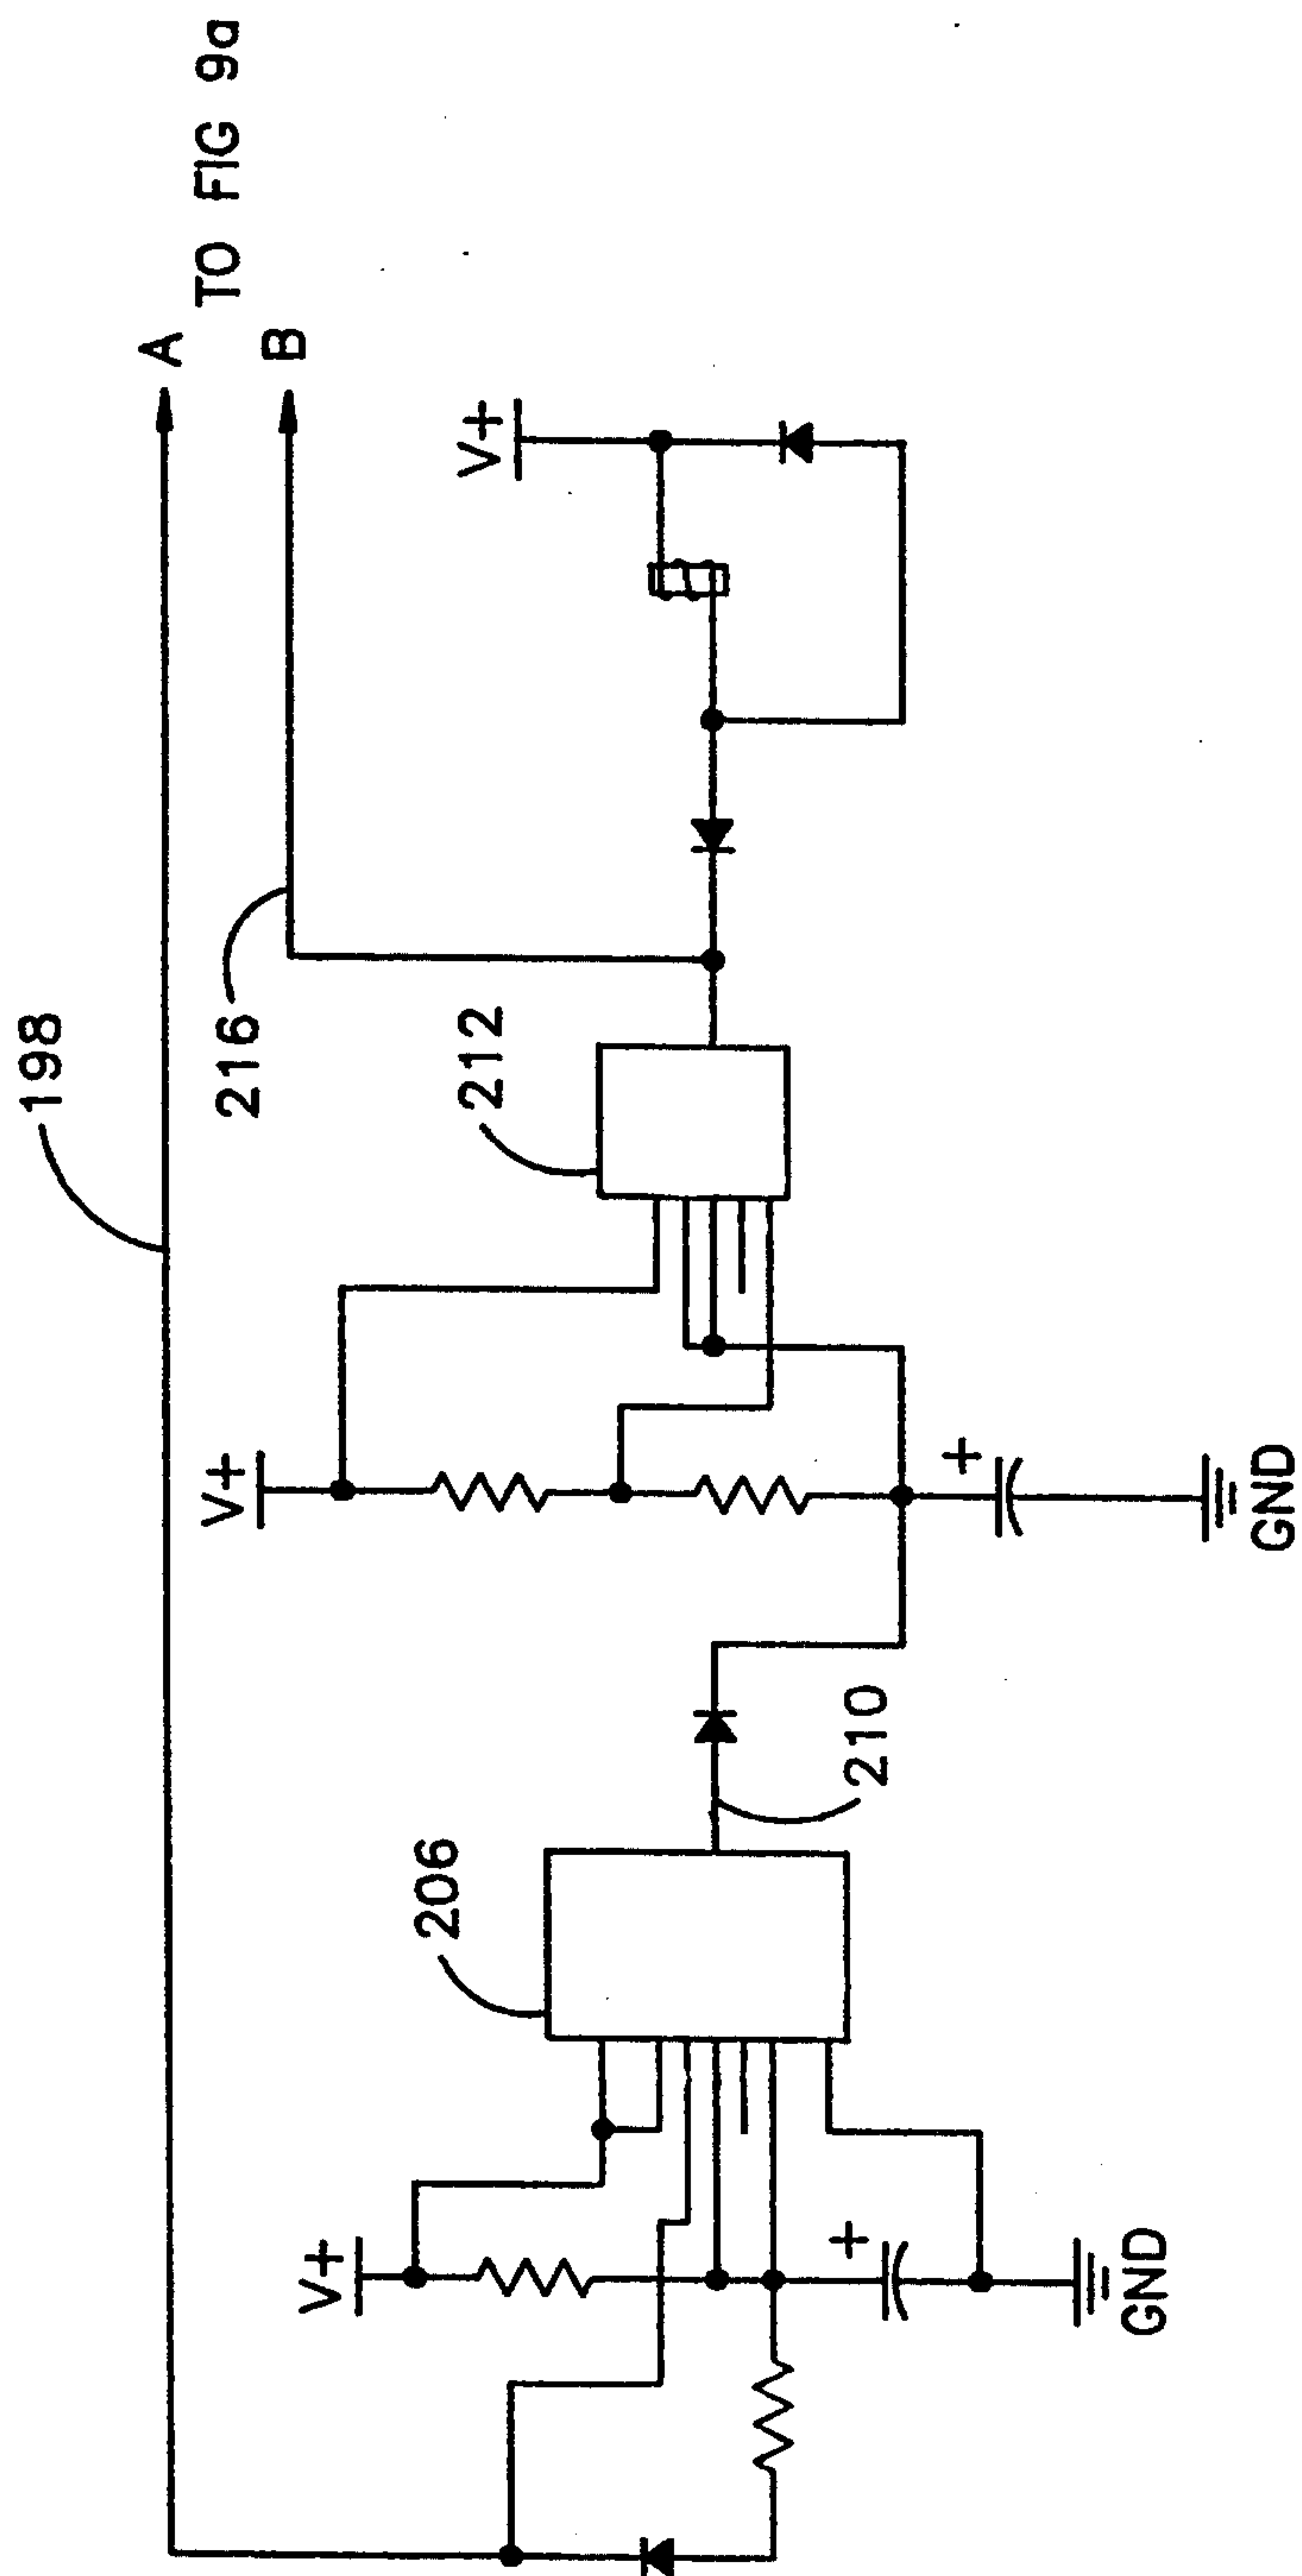 198
A
TO FIG 9a
216
B
V+
212
V+
GND
206
210
V+
GND